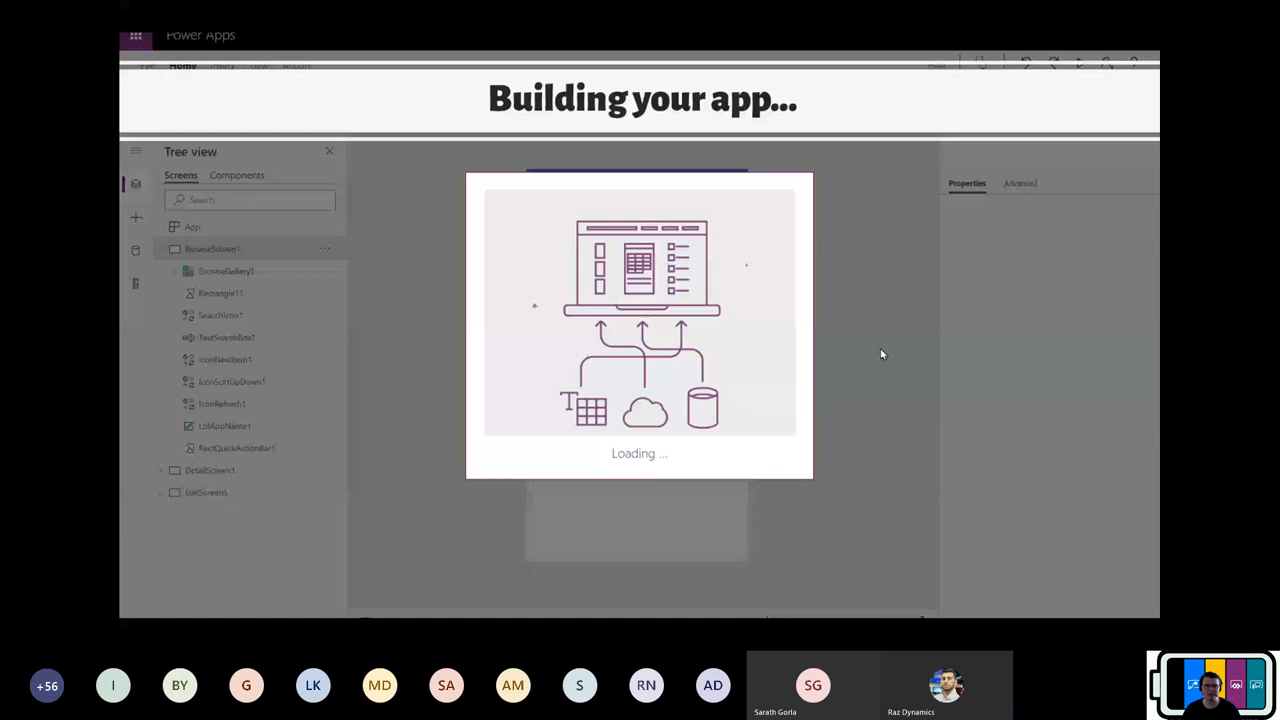 Power Apps
Home
Building your app...
Tree view
Screens
Components
Search
App
BrowseScreen1
BrowseGallery1
Rectangle11
SearchIcon1
TextSearchBox1
IconNewItem1
IconSortUpDown1
IconRefresh1
LblAppName1
RectQuickActionBar1
DetailScreen1
EditScreen1
Properties
Advanced
T
Loading ...
+56
I
BY
G
LK
MD
SA
AM
S
RN
AD
SG
Sarath Gorla
Raz Dynamics